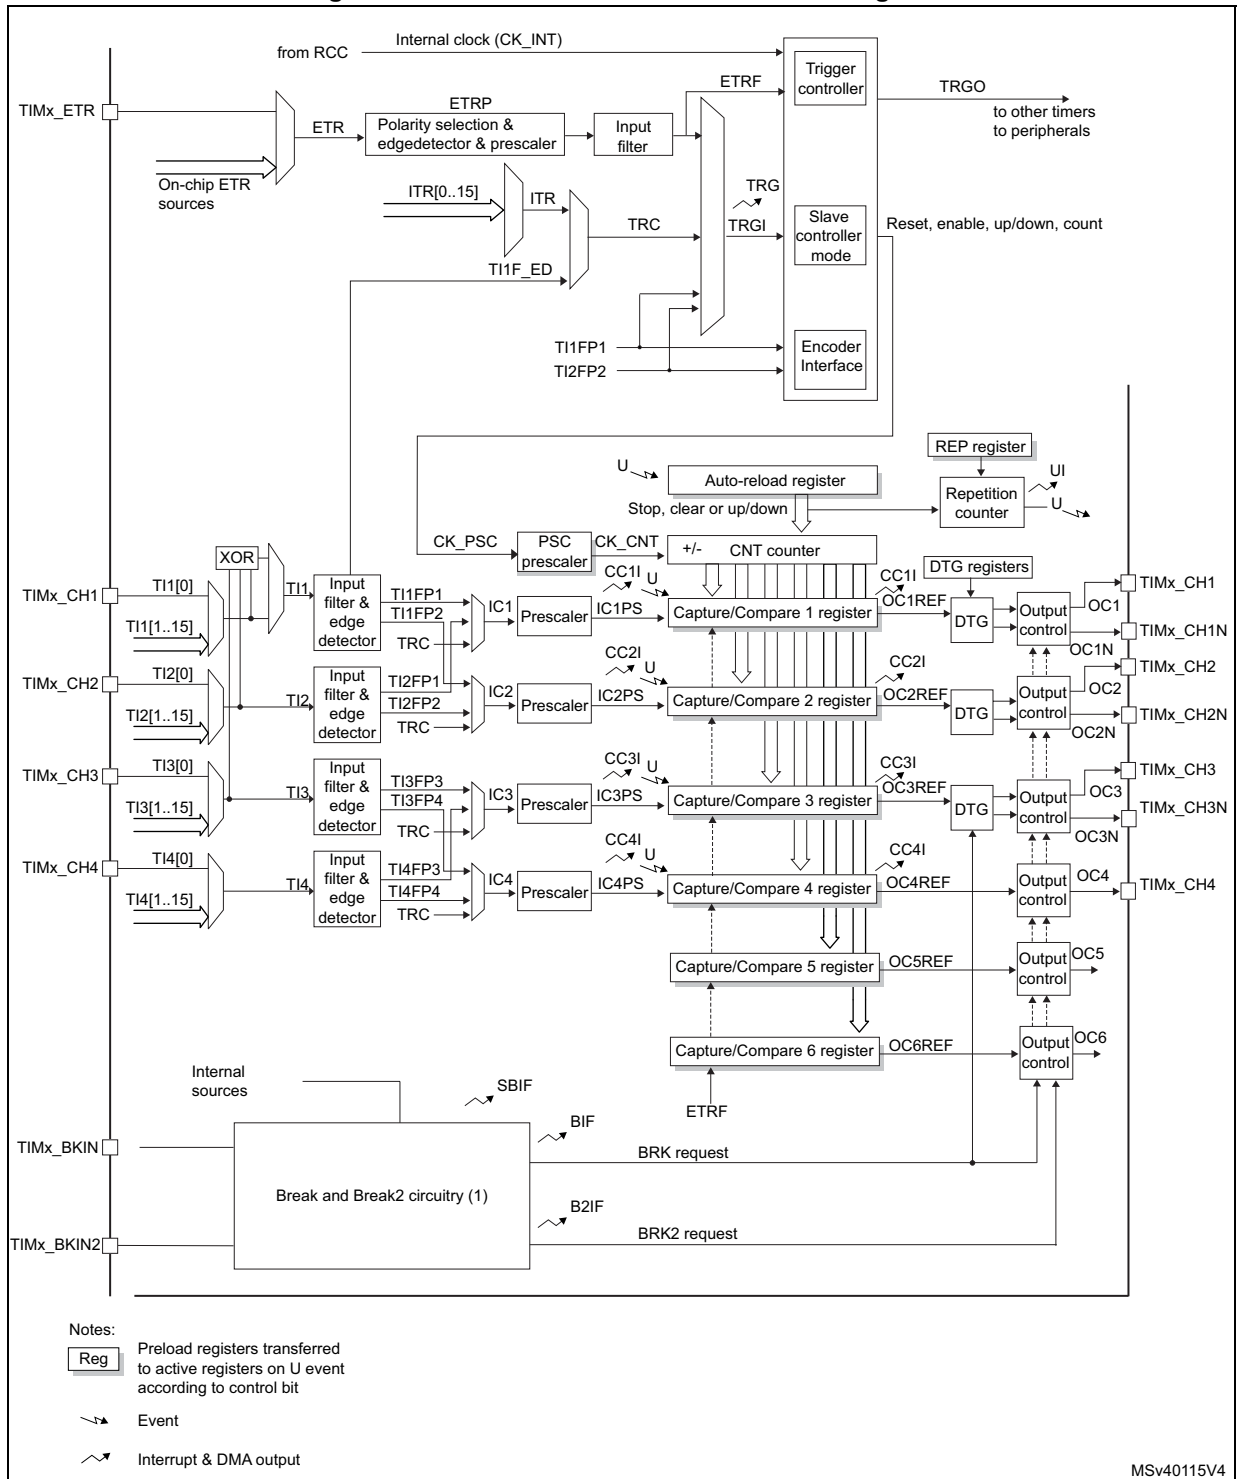 Internal clock (CK_INT)
from RCC
Trigger
controller
ETRF
TRGO
to other timers
to peripherals
TIMx_ETR
ETR
ETRP
Polarity selection &
edgedetector & prescaler
Input
filter
On-chip ETR
sources
ITR[0..15]
ITR
TRC
TI1F_ED
TRG
TRGI
Slave
controller
mode
Reset, enable, up/down, count
TI1FP1
TI2FP2
Encoder
Interface
REP register
U
Auto-reload register
Stop, clear or up/down
Repetition
counter
UI
U
CK_PSC
PSC
prescaler
CK_CNT
+/-
CNT counter
DTG registers
XOR
TIMx_CH1
TI1[0]
TI1[1..15]
TI1
Input
filter &
edge
detector
TI1FP1
TI1FP2
TRC
IC1
Prescaler
IC1PS
CC1I
U
Capture/Compare 1 register
CC1I
OC1REF
DTG
Output
control
OC1
OC1N
TIMx_CH1
TIMx_CH1N
TIMx_CH2
TI2[0]
TI2[1..15]
TI2
Input
filter &
edge
detector
TI2FP1
TI2FP2
TRC
IC2
Prescaler
IC2PS
CC2I
U
Capture/Compare 2 register
CC2I
OC2REF
DTG
Output
control
OC2
OC2N
TIMx_CH2
TIMx_CH2N
TIMx_CH3
TI3[0]
TI3[1..15]
TI3
Input
filter &
edge
detector
TI3FP3
TI3FP4
TRC
IC3
Prescaler
IC3PS
CC3I
U
Capture/Compare 3 register
CC3I
OC3REF
DTG
Output
control
OC3
OC3N
TIMx_CH3
TIMx_CH3N
TIMx_CH4
TI4[0]
TI4[1..15]
TI4
Input
filter &
edge
detector
TI4FP3
TI4FP4
TRC
IC4
Prescaler
IC4PS
CC4I
U
Capture/Compare 4 register
CC4I
OC4REF
Output
control
OC4
TIMx_CH4
Capture/Compare 5 register
OC5REF
Output
control
OC5
Capture/Compare 6 register
OC6REF
Output
control
OC6
ETRF
Internal
sources
SBIF
TIMx_BKIN
BIF
BRK request
Break and Break2 circuitry (1)
B2IF
TIMx_BKIN2
BRK2 request
Notes:
Reg
Preload registers transferred
to active registers on U event
according to control bit
Event
Interrupt & DMA output
MSv40115V4